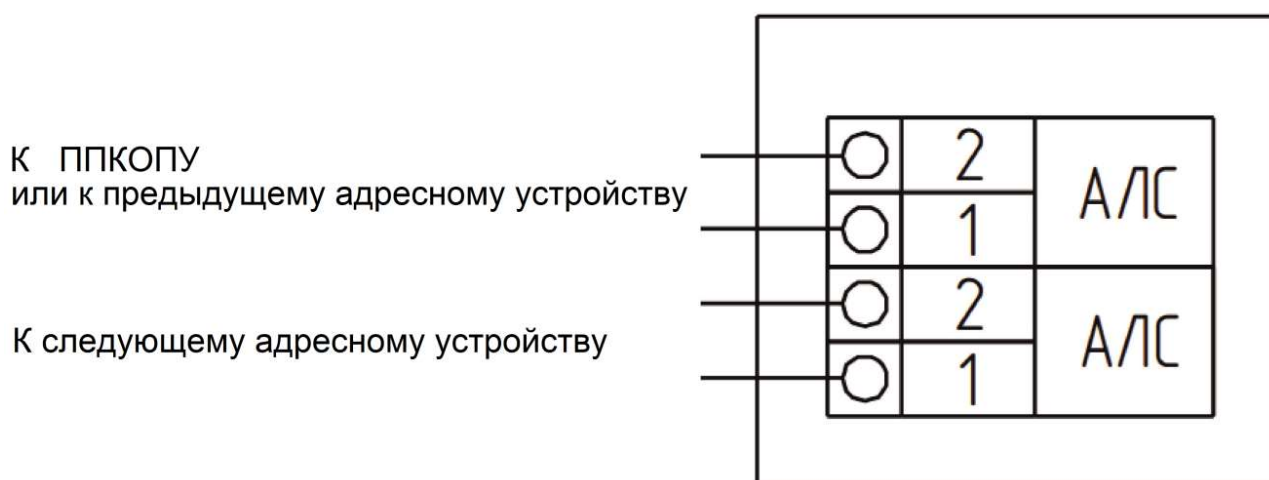 К ППКОПУ
или к предыдущему адресному устройству
К следующему адресному устройству
2
АЛС
1
2
АЛС
1